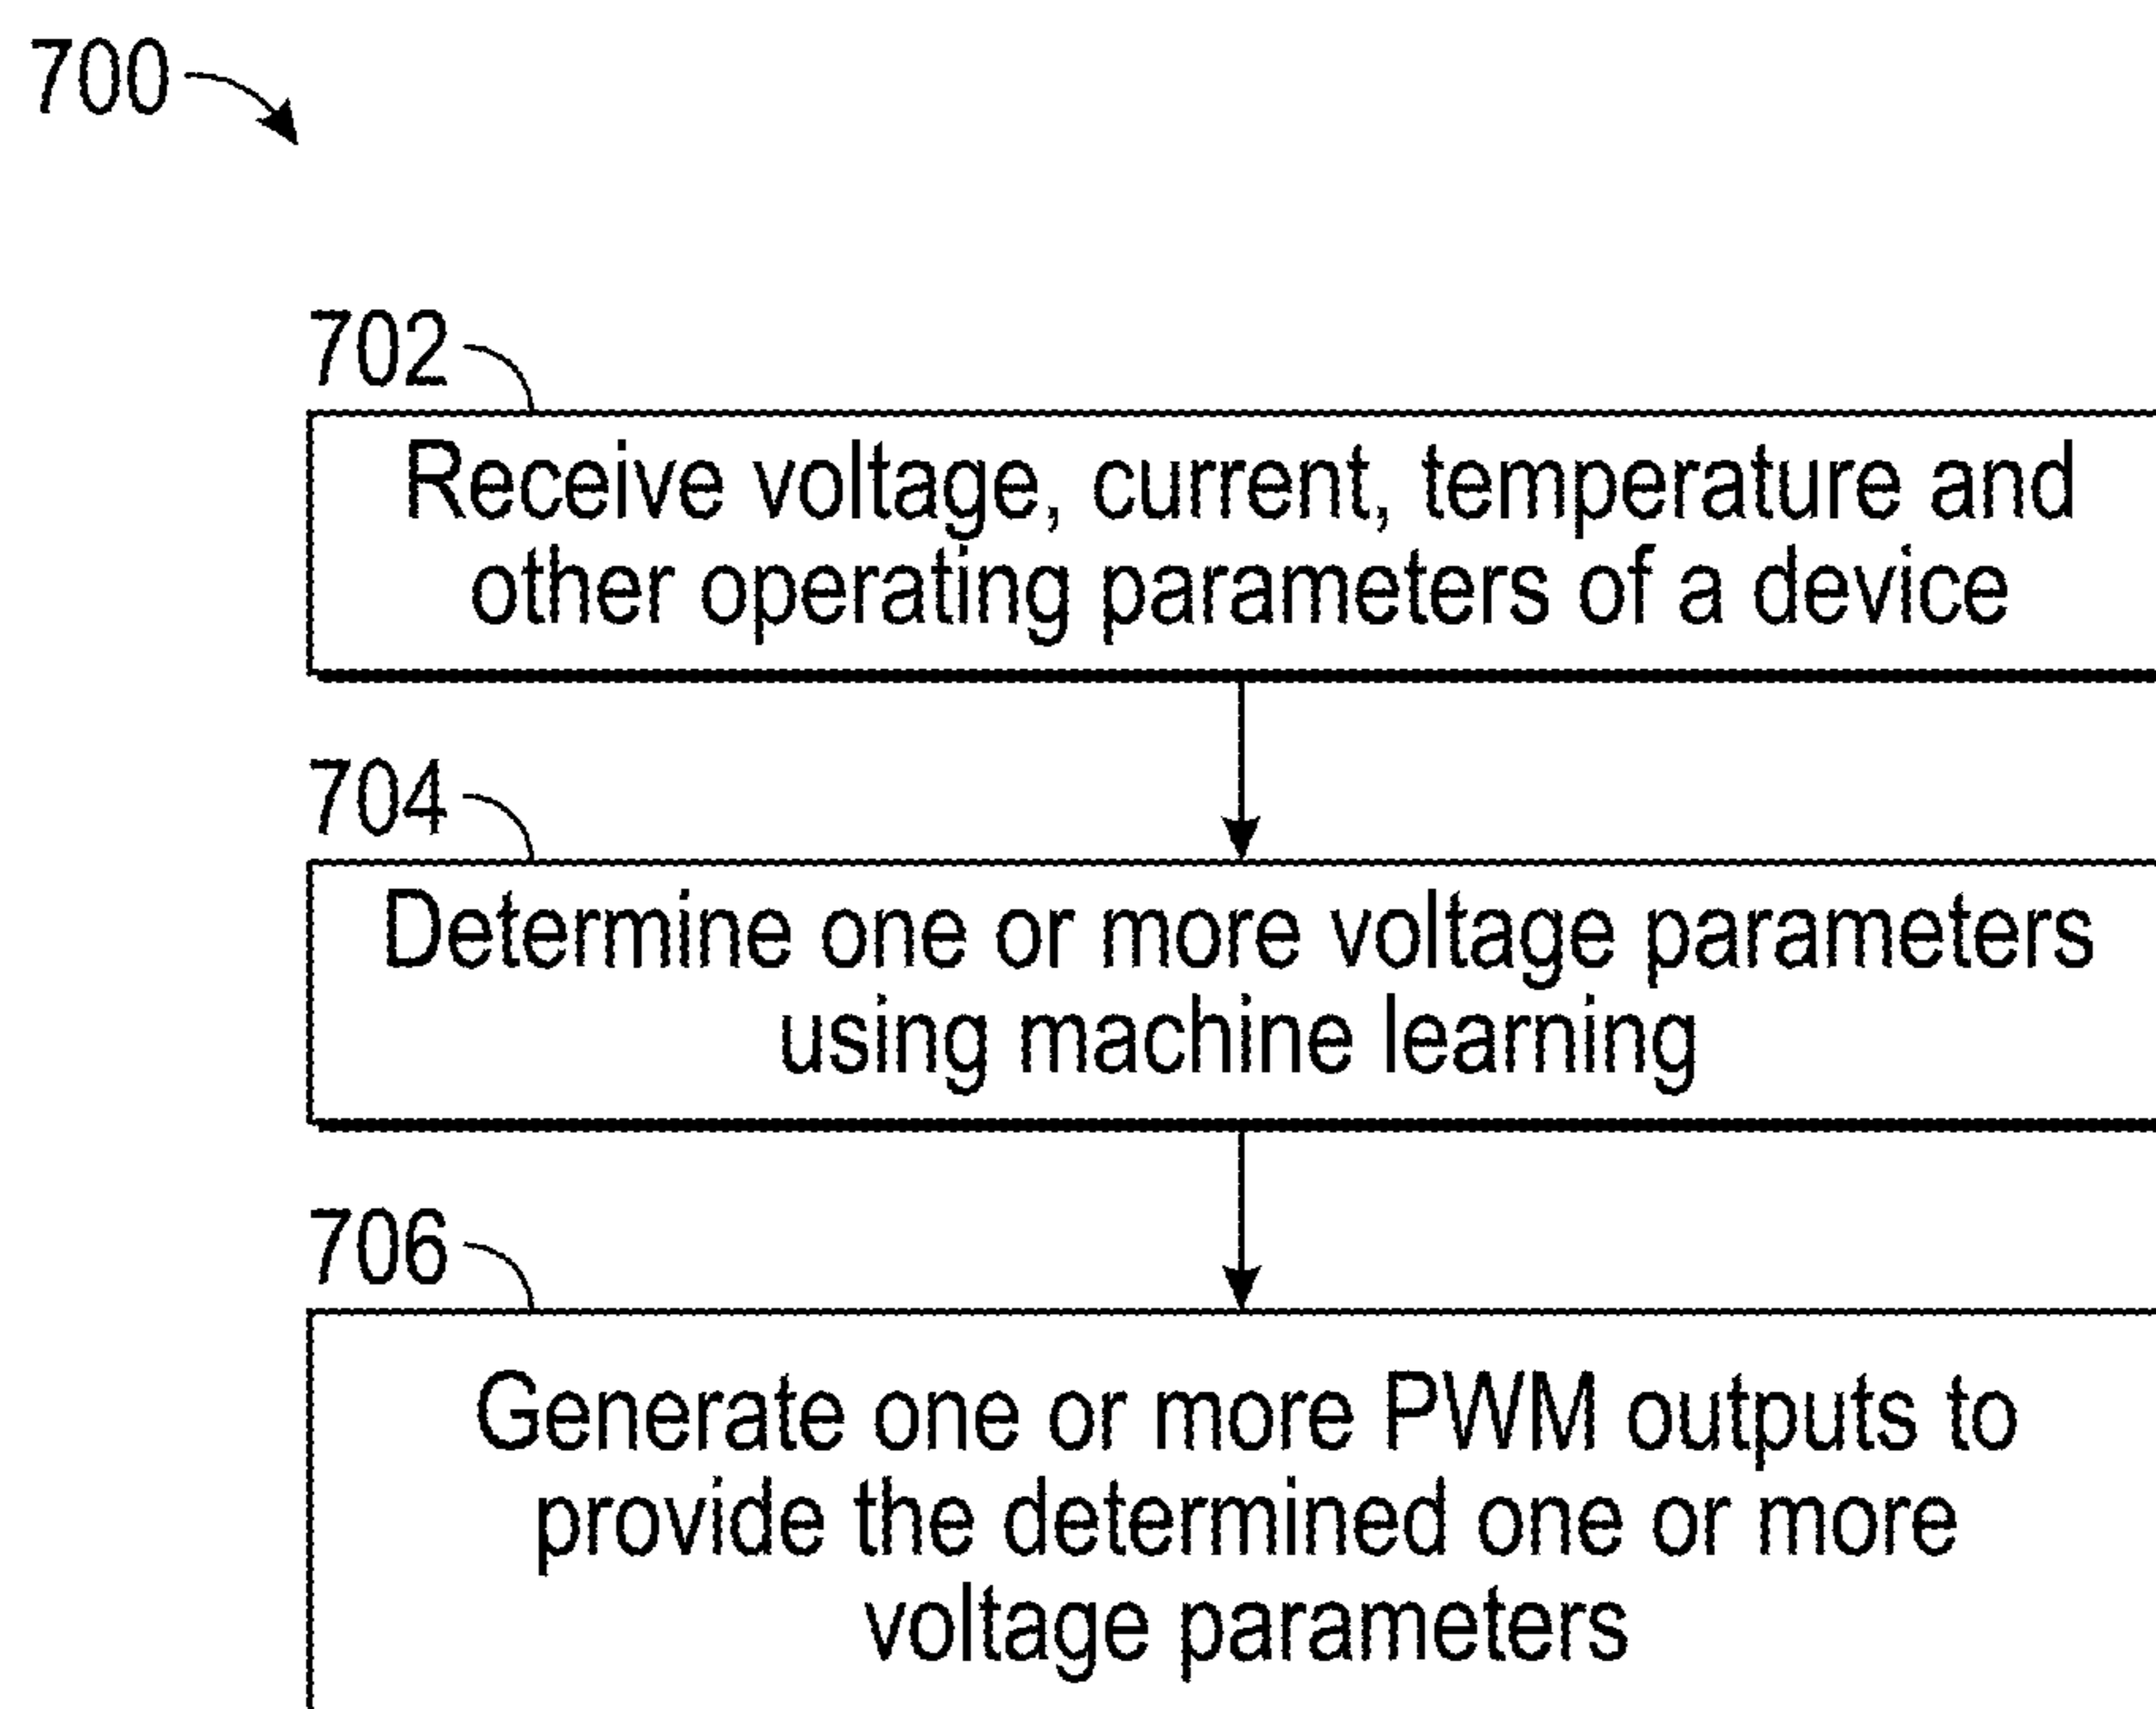 700
702
Receive voltage, current, temperature and
other operating parameters of a device
704
Determine one or more voltage parameters
using machine learning
706
Generate one or more PWM outputs to
provide the determined one or more
voltage parameters